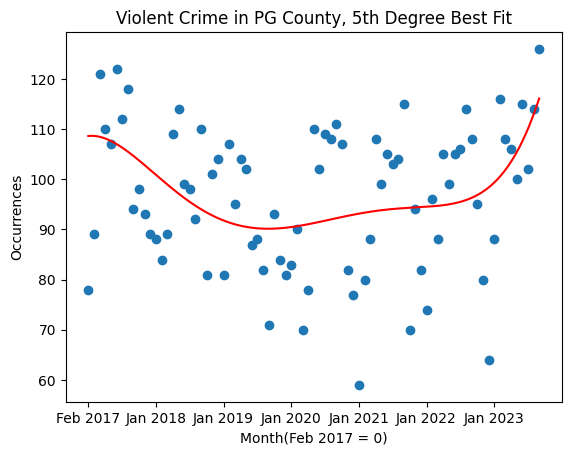 Violent Crime in PG County, 5th Degree Best Fit
Occurrences
120
110
100
90
80
70
60
Feb 2017 Jan 2018 Jan 2019 Jan 2020 Jan 2021 Jan 2022 Jan 2023
Month(Feb 2017 = 0)